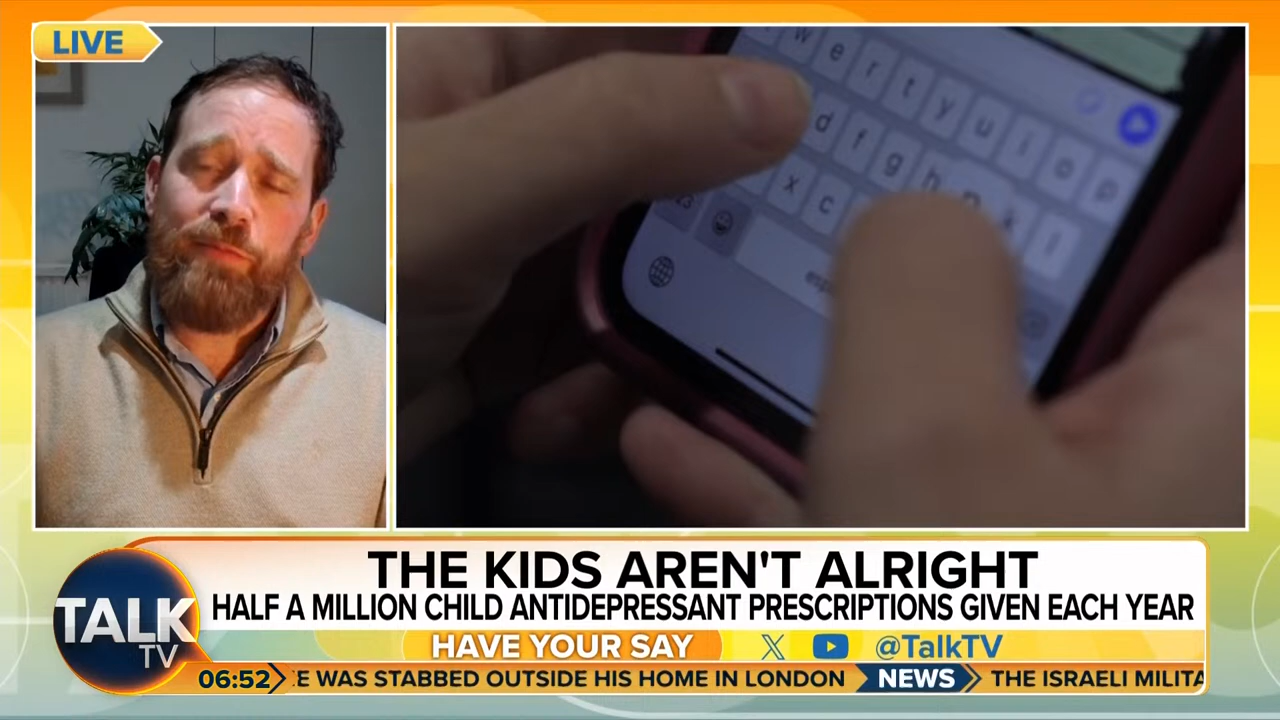 LIVE
w e r t y u i o p
d f g h k l
x c
THE KIDS AREN'T ALRIGHT
HALF A MILLION CHILD ANTIDEPRESSANT PRESCRIPTIONS GIVEN EACH YEAR
TALK
TV
HAVE YOUR SAY @TalkTV
06:52 E WAS STABBED OUTSIDE HIS HOME IN LONDON NEWS THE ISRAELI MILITA